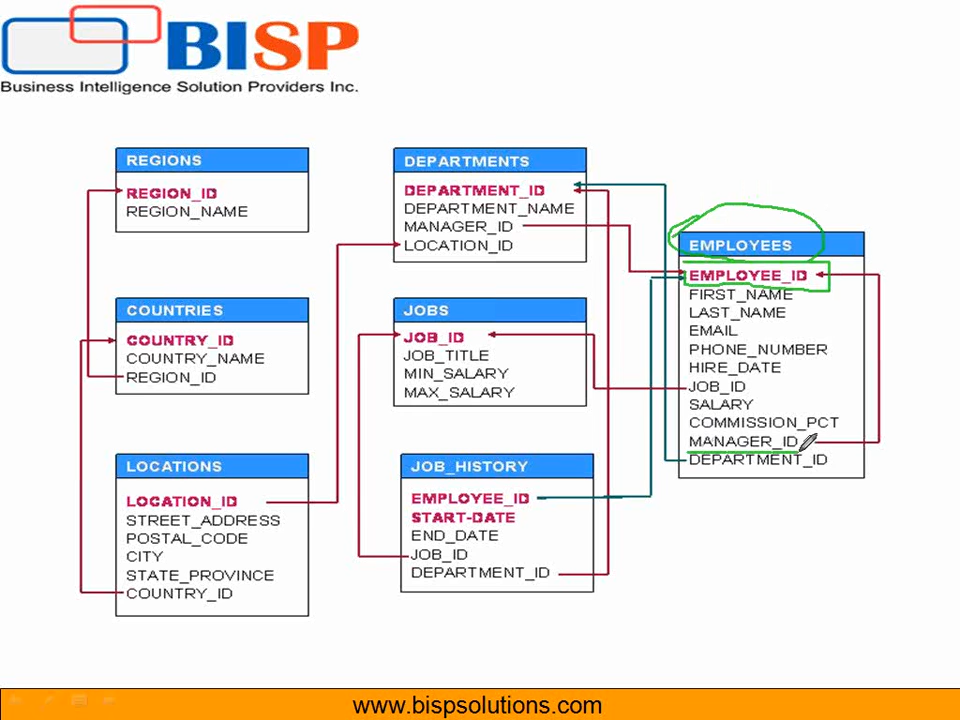 BISP
Business Intelligence Solution Providers Inc.
REGIONS
REGION_ID
REGION_NAME
COUNTRIES
COUNTRY_ID
COUNTRY_NAME
REGION_ID
LOCATIONS
LOCATION_ID
STREET_ADDRESS
POSTAL_CODE
CITY
STATE_PROVINCE
COUNTRY_ID
DEPARTMENTS
DEPARTMENT_ID
DEPARTMENT_NAME
MANAGER_ID
LOCATION_ID
JOBS
JOB_ID
JOB_TITLE
MIN_SALARY
MAX_SALARY
JOB_HISTORY
EMPLOYEE_ID
START-DATE
END_DATE
JOB_ID
DEPARTMENT_ID
EMPLOYEES
EMPLOYEE_ID
FIRST_NAME
LAST_NAME
EMAIL
PHONE_NUMBER
HIRE_DATE
JOB_ID
SALARY
COMMISSION_PCT
MANAGER_ID
DEPARTMENT_ID
www.bispsolutions.com